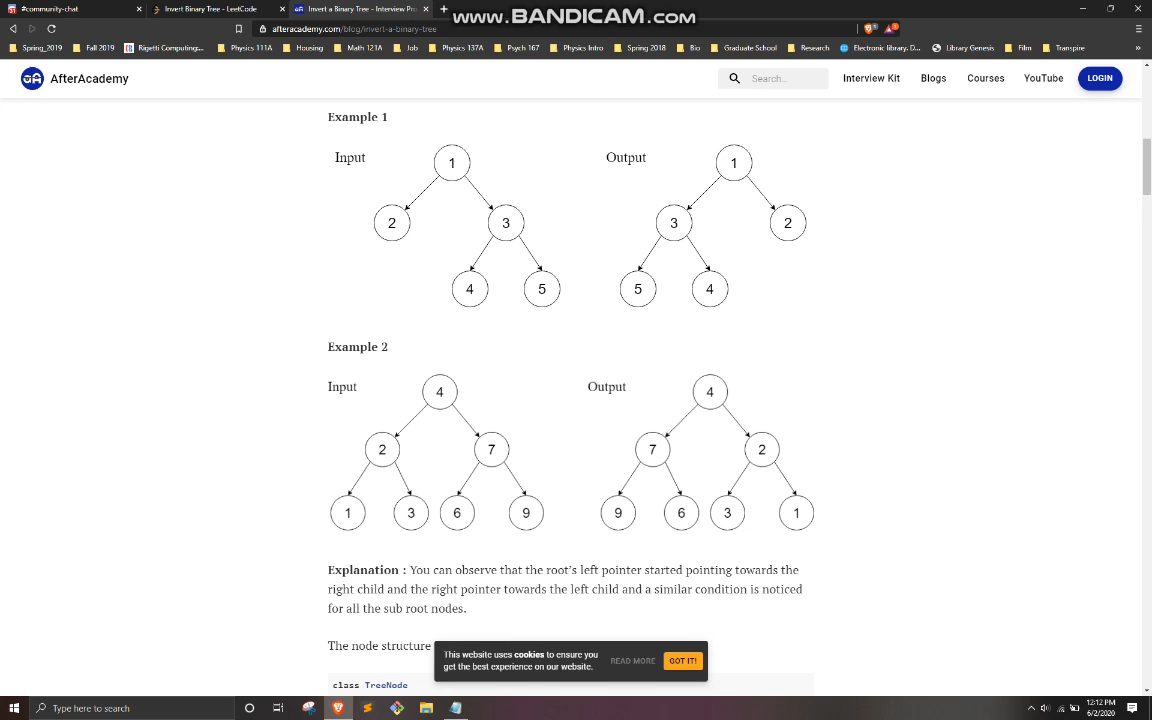 #community-chat
Invert Binary Tree - LeetCode
Invert a Binary Tree - Interview Pro
www.BANDICAM.com
afteracademy.com/blog/invert-a-binary-tree
Spring_2019
Fall 2019
Rigetti Computing...
Physics 111A
Housing
Math 121A
Job
Physics 137A
Psych 167
Physics Intro
Spring 2018
Bio
Graduate School
Research
Electronic library. D...
Library Genesis
Film
Transpire
AfterAcademy
Search...
Interview Kit
Blogs
Courses
YouTube
LOGIN
Example 1
Input
Output
1
1
2
3
3
2
4
5
5
4
Example 2
Input
Output
4
4
2
7
7
2
1
3
6
9
9
6
3
1
Explanation : You can observe that the root's left pointer started pointing towards the
right child and the right pointer towards the left child and a similar condition is noticed
for all the sub root nodes.
The node structure
This website uses cookies to ensure you
get the best experience on our website.
READ MORE
GOT IT!
class TreeNode
Type here to search
12:12 PM
6/2/2020